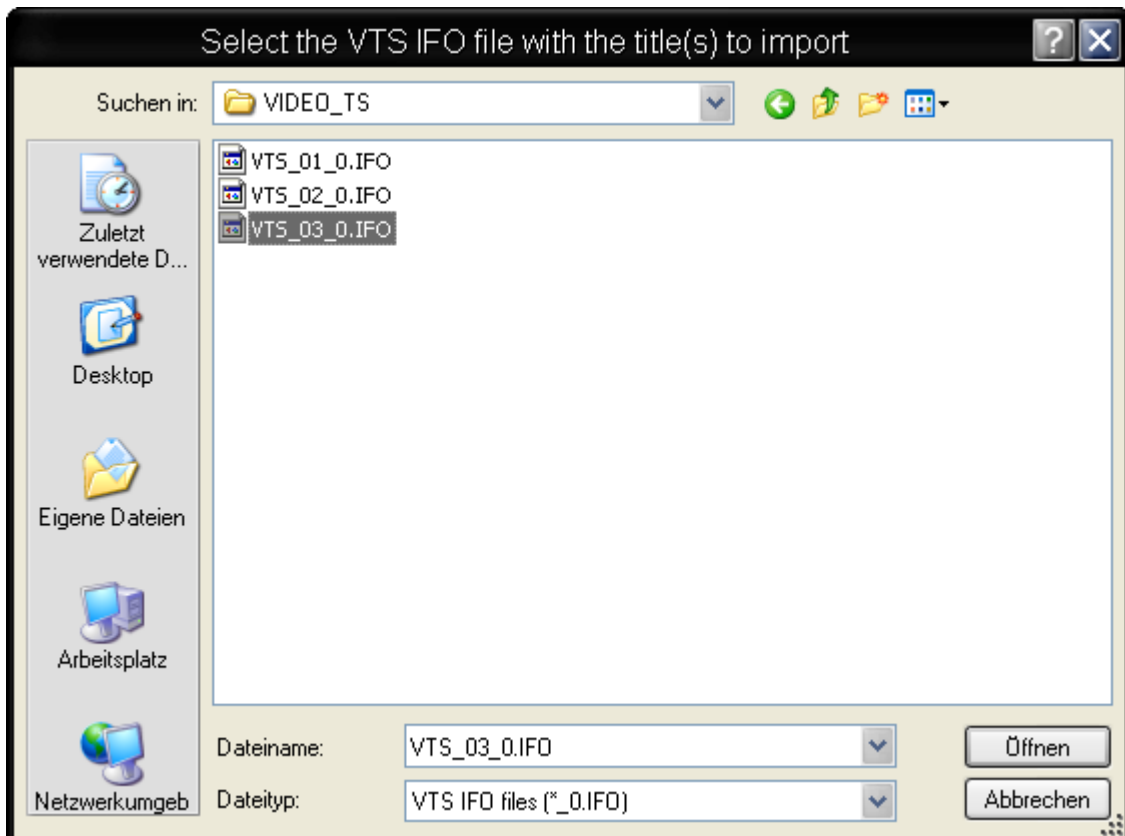 Select the VTS IFO file with the title(s) to import
Suchen in:
VIDEO_TS
VTS_01_0.IFO
VTS_02_0.IFO
VTS_03_0.IFO
Zuletzt
verwendete D...
Desktop
Eigene Dateien
Arbeitsplatz
Netzwerkumgeb
Dateiname:
VTS_03_0.IFO
Öffnen
Dateityp:
VTS IFO files (*_0.IFO)
Abbrechen